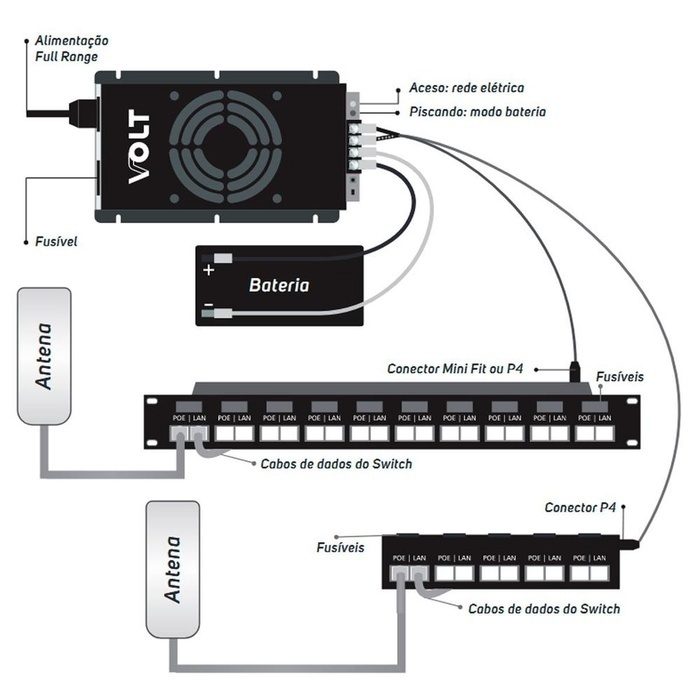 Alimentação
Full Range
VOLT
Aceso: rede elétrica
Piscando: modo bateria
Fusível
+
Bateria
−
Antena
Conector Mini Fit ou P4
Fusíveis
POE | LAN POE | LAN POE | LAN POE | LAN POE | LAN POE | LAN POE | LAN POE | LAN POE | LAN POE | LAN
Cabos de dados do Switch
Antena
Conector P4
Fusíveis
POE | LAN POE | LAN POE | LAN POE | LAN POE | LAN
Cabos de dados do Switch